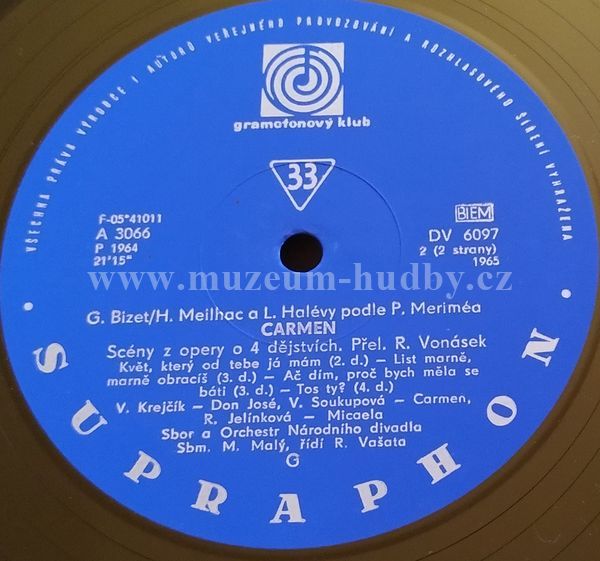 VŠECHNA PRÁVA VÝROBCE I AUTORŮ VEŘEJNÉHO PROVOZOVÁNÍ A ROZHLASOVÉHO ŠÍŘENÍ VYHRAŽENA
gramofonový klub
33
F-05*41011
A 3066
P 1964
21'15"
BIEM
DV 6097
2 (2 strany)
1965
www.muzeum-hudby.cz
G. Bizet/H. Meilhac a L. Halévy podle P. Meriméa
CARMEN
Scény z opery o 4 dějstvích. Přel. R. Vonásek
Květ, který od tebe já mám (2. d.) – List marně,
marně obracíš (3. d.) – Ač dím, proč bych měla se
báti (3. d.) – Tos ty? (4. d.)
V. Krejčík – Don José, V. Soukupová – Carmen,
R. Jelínková – Micaela
Sbor a Orchestr Národního divadla
Sbm. M. Malý, řídí R. Vašata
G
· SUPRAPHON ·